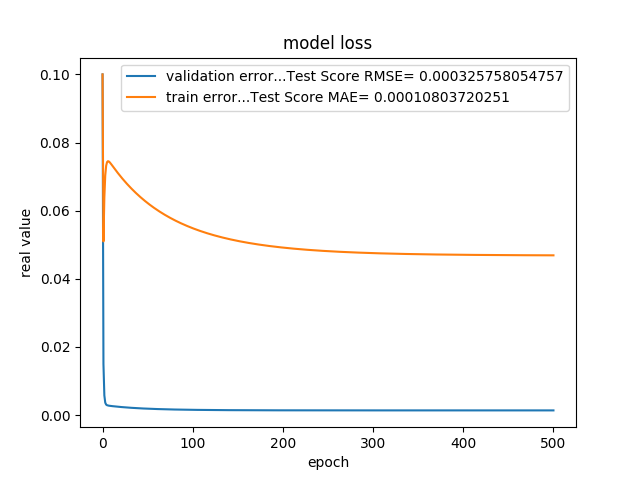 model loss
validation error...Test Score RMSE= 0.000325758054757
train error...Test Score MAE= 0.00010803720251
0.10
0.08
0.06
0.04
0.02
0.00
real value
0 100 200 300 400 500
epoch